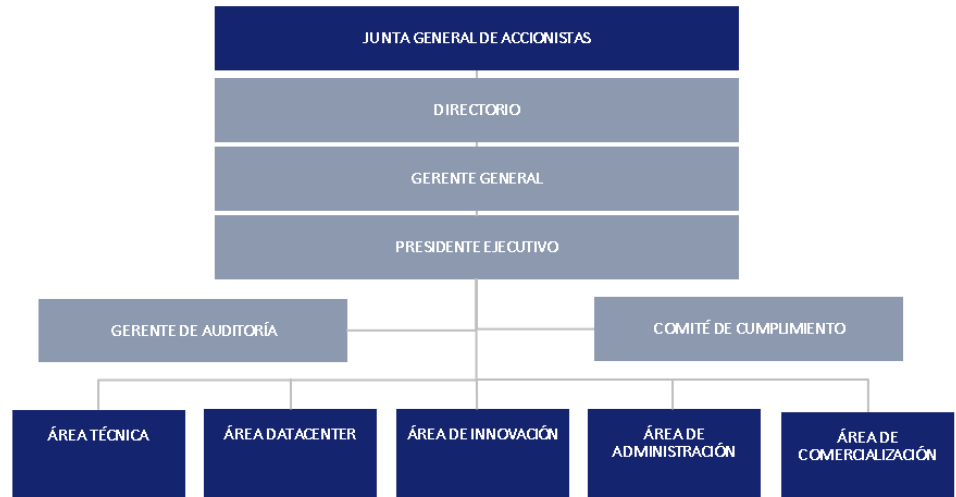 JUNTA GENERAL DE ACCIONISTAS
DIRECTORIO
GERENTE GENERAL
PRESIDENTE EJECUTIVO
GERENTE DE AUDITORÍA
COMITÉ DE CUMPLIMIENTO
ÁREA TÉCNICA
ÁREA DATACENTER
ÁREA DE INNOVACIÓN
ÁREA DE
ADMINISTRACIÓN
ÁREA DE
COMERCIALIZACIÓN